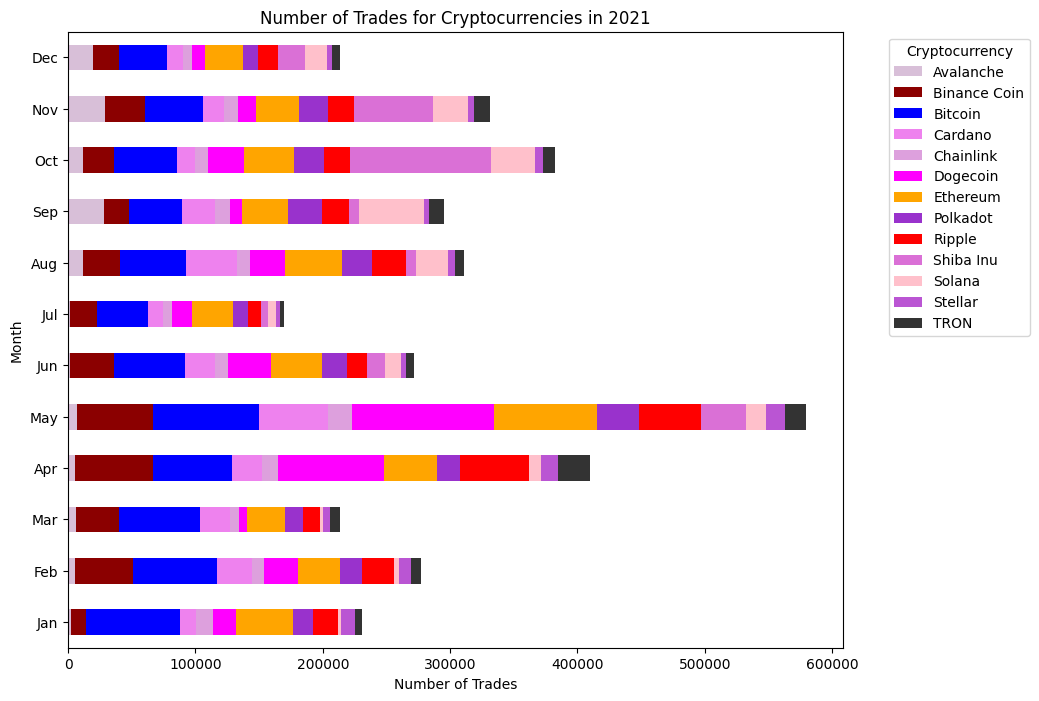 Number of Trades for Cryptocurrencies in 2021
Cryptocurrency
Avalanche
Binance Coin
Bitcoin
Cardano
Chainlink
Dogecoin
Ethereum
Polkadot
Ripple
Shiba Inu
Solana
Stellar
TRON
Month
Dec
Nov
Oct
Sep
Aug
Jul
Jun
May
Apr
Mar
Feb
Jan
0 100000 200000 300000 400000 500000 600000
Number of Trades